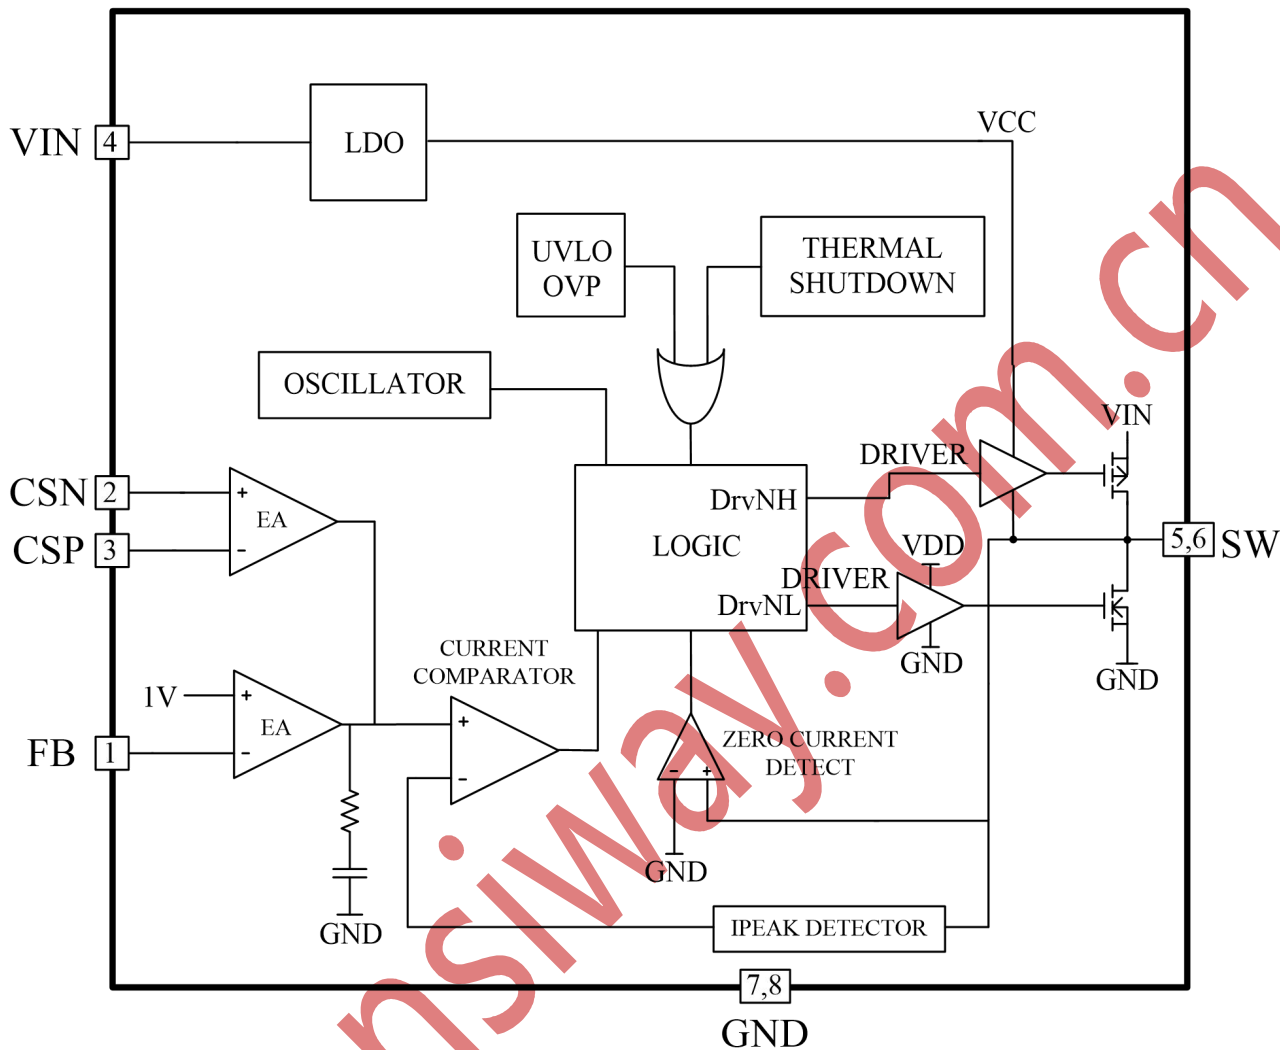 VCC
VIN 4
LDO
UVLO
OVP
THERMAL
SHUTDOWN
OSCILLATOR
VIN
DRIVER
CSN 2
+
EA
CSP 3
-
DrvNH
LOGIC
VDD
5,6 SW
DRIVER
DrvNL
GND
GND
CURRENT
COMPARATOR
1V
+
EA
FB 1
-
+
-
ZERO CURRENT
DETECT
- +
GND
GND
IPEAK DETECTOR
7,8
GND
nsiway.com.cn